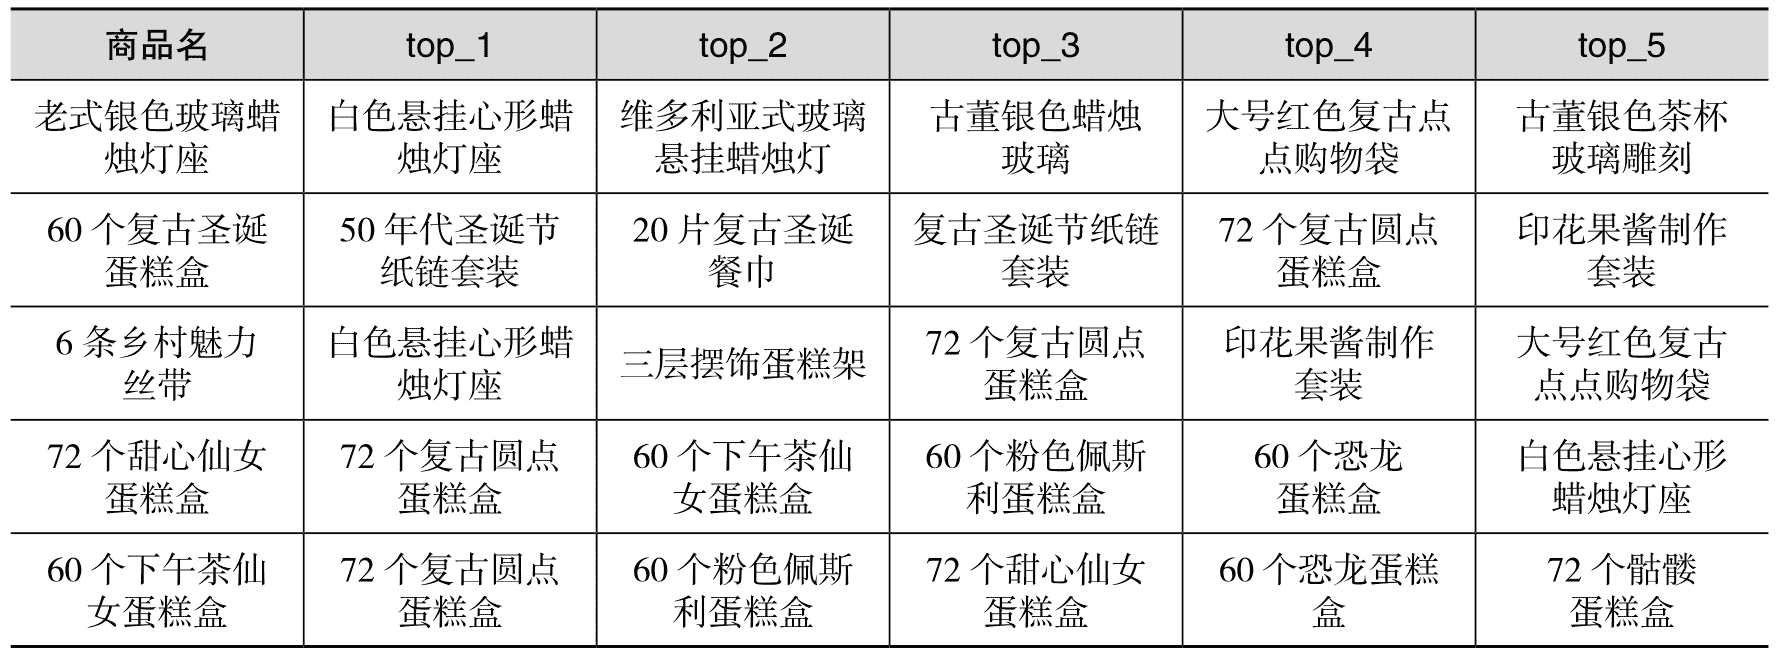 商品名 top_1 top_2 top_3 top_4 top_5
老式银色玻璃蜡 白色悬挂心形蜡 维多利亚式玻璃 古董银色蜡烛 大号红色复古点 古董银色茶杯
烛灯座 烛灯座 悬挂蜡烛灯 玻璃 点购物袋 玻璃雕刻
60 个复古圣诞 50 年代圣诞节 20 片复古圣诞 复古圣诞节纸链 72 个复古圆点 印花果酱制作
蛋糕盒 纸链套装 餐巾 套装 蛋糕盒 套装
6 条乡村魅力 白色悬挂心形蜡 三层摆饰蛋糕架 72 个复古圆点 印花果酱制作 大号红色复古
丝带 烛灯座 蛋糕盒 套装 点点购物袋
72 个甜心仙女 72 个复古圆点 60 个下午茶仙 60 个粉色佩斯 60 个恐龙 白色悬挂心形
蛋糕盒 蛋糕盒 女蛋糕盒 利蛋糕盒 蛋糕盒 蜡烛灯座
60 个下午茶仙 72 个复古圆点 60 个粉色佩斯 72 个甜心仙女 60 个恐龙蛋糕 72 个骷髅
女蛋糕盒 蛋糕盒 利蛋糕盒 蛋糕盒 盒 蛋糕盒